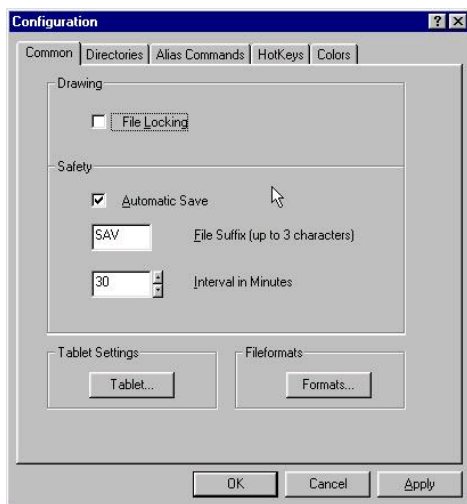 Configuration
Common Directories Alias Commands HotKeys Colors
Drawing
File Locking
Safety
Automatic Save
SAV File Suffix (up to 3 characters)
30 Interval in Minutes
Tablet Settings Fileformats
Tablet... Formats...
OK Cancel Apply